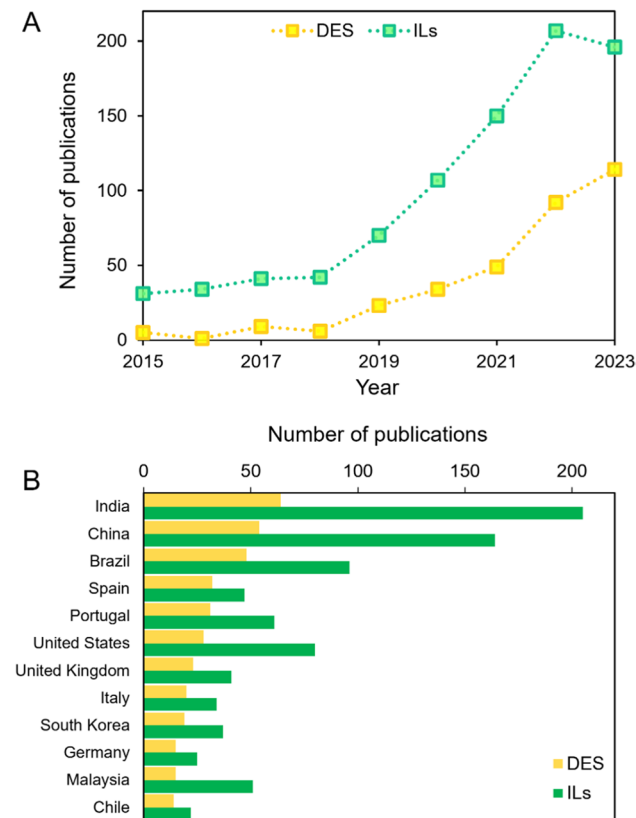 A
DES ILs
Number of publications
200
150
100
50
0
2015 2017 2019 2021 2023
Year
Number of publications
B
0 50 100 150 200
India
China
Brazil
Spain
Portugal
United States
United Kingdom
Italy
South Korea
Germany
Malaysia
Chile
DES
ILs